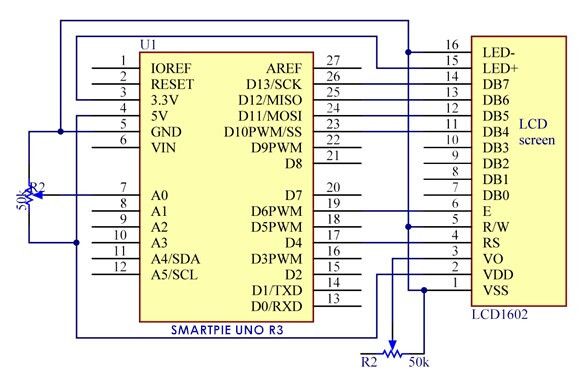 U1
1 IOREF
2 RESET
3 3.3V
4 5V
5 GND
6 VIN
7 A0
8 A1
9 A2
10 A3
11 A4/SDA
12 A5/SCL
AREF 27
D13/SCK 26
D12/MISO 25
D11/MOSI 24
D10PWM/SS 23
D9PWM 22
D8 21
D7 20
D6PWM 19
D5PWM 18
D4 17
D3PWM 16
D2 15
D1/TXD 14
D0/RXD 13
SMARTPIE UNO R3
R2
50k
16 LED-
15 LED+
14 DB7
13 DB6
12 DB5
11 DB4
10 DB3
9 DB2
8 DB1
7 DB0
6 E
5 R/W
4 RS
3 VO
2 VDD
1 VSS
LCD
screen
LCD1602
R2 50k